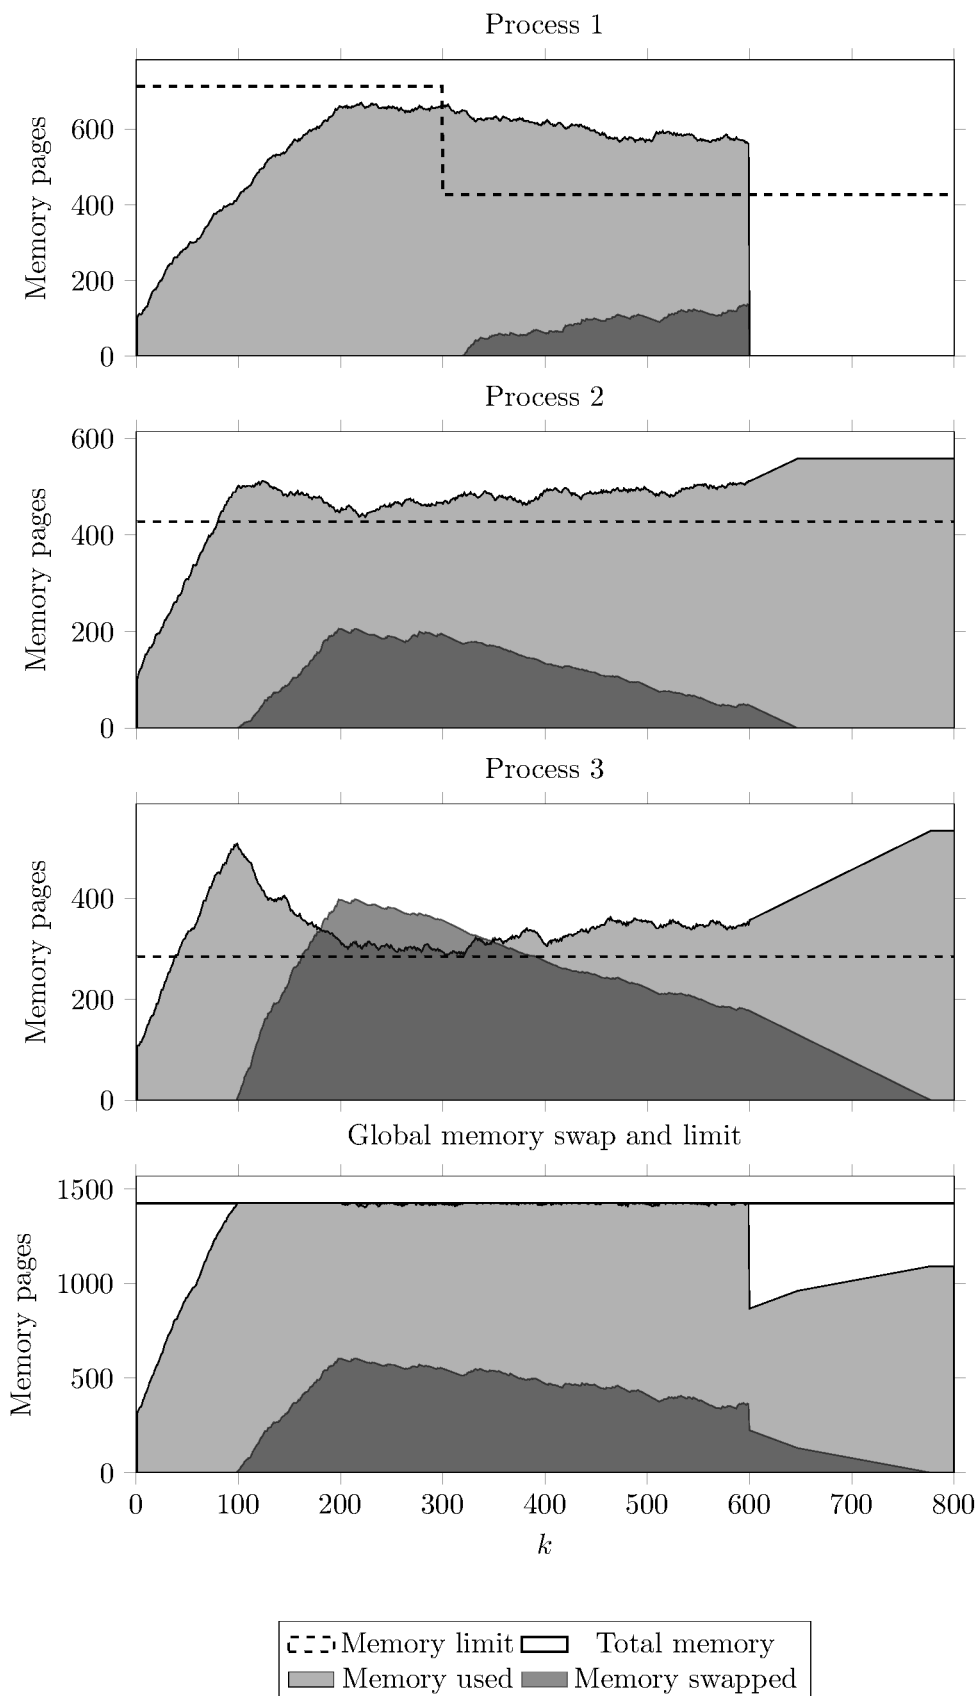 Process 1
Memory pages
600
400
200
0
Process 2
Memory pages
600
400
200
0
Process 3
Memory pages
400
200
0
Global memory swap and limit
Memory pages
1500
1000
500
0
0 100 200 300 400 500 600 700 800
k
Memory limit Total memory
Memory used Memory swapped